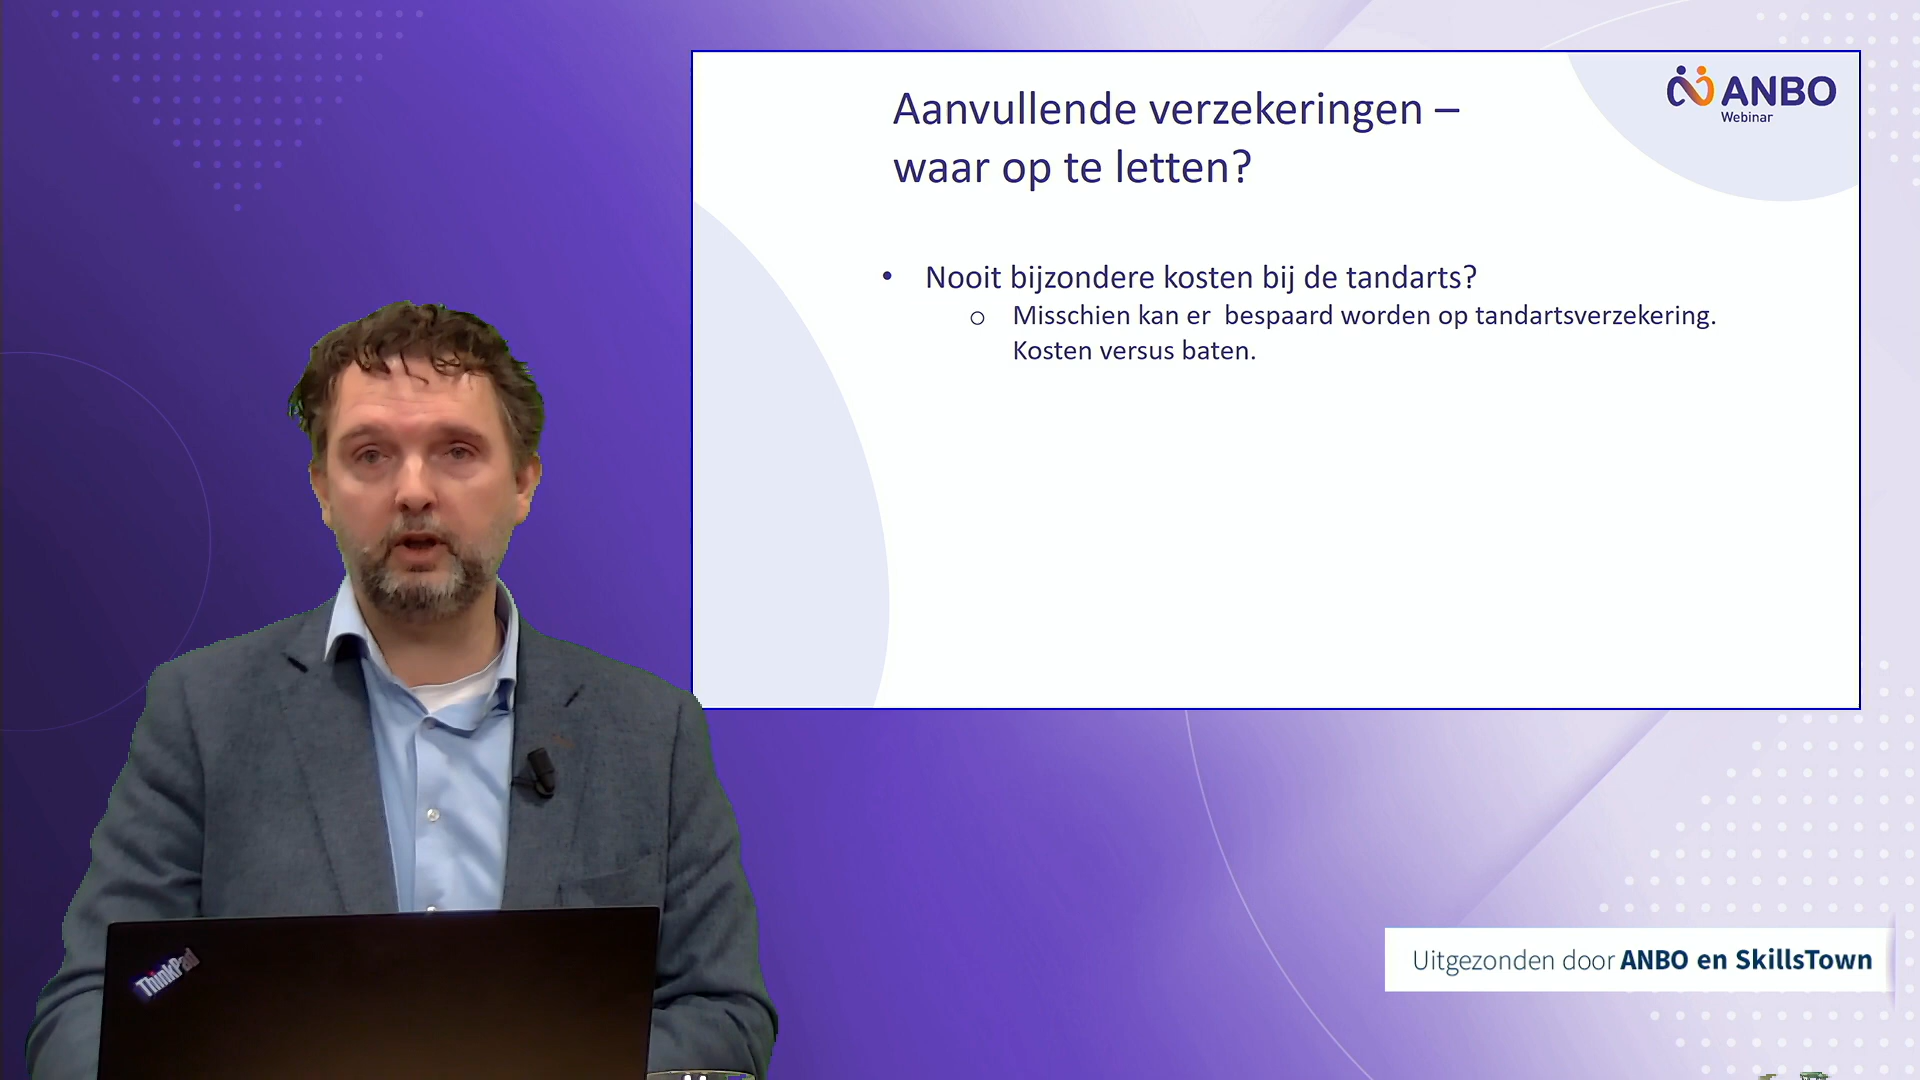 ANBO
Webinar
Aanvullende verzekeringen –
waar op te letten?
• Nooit bijzondere kosten bij de tandarts?
o Misschien kan er  bespaard worden op tandartsverzekering.
Kosten versus baten.
ThinkPad
Uitgezonden door ANBO en SkillsTown